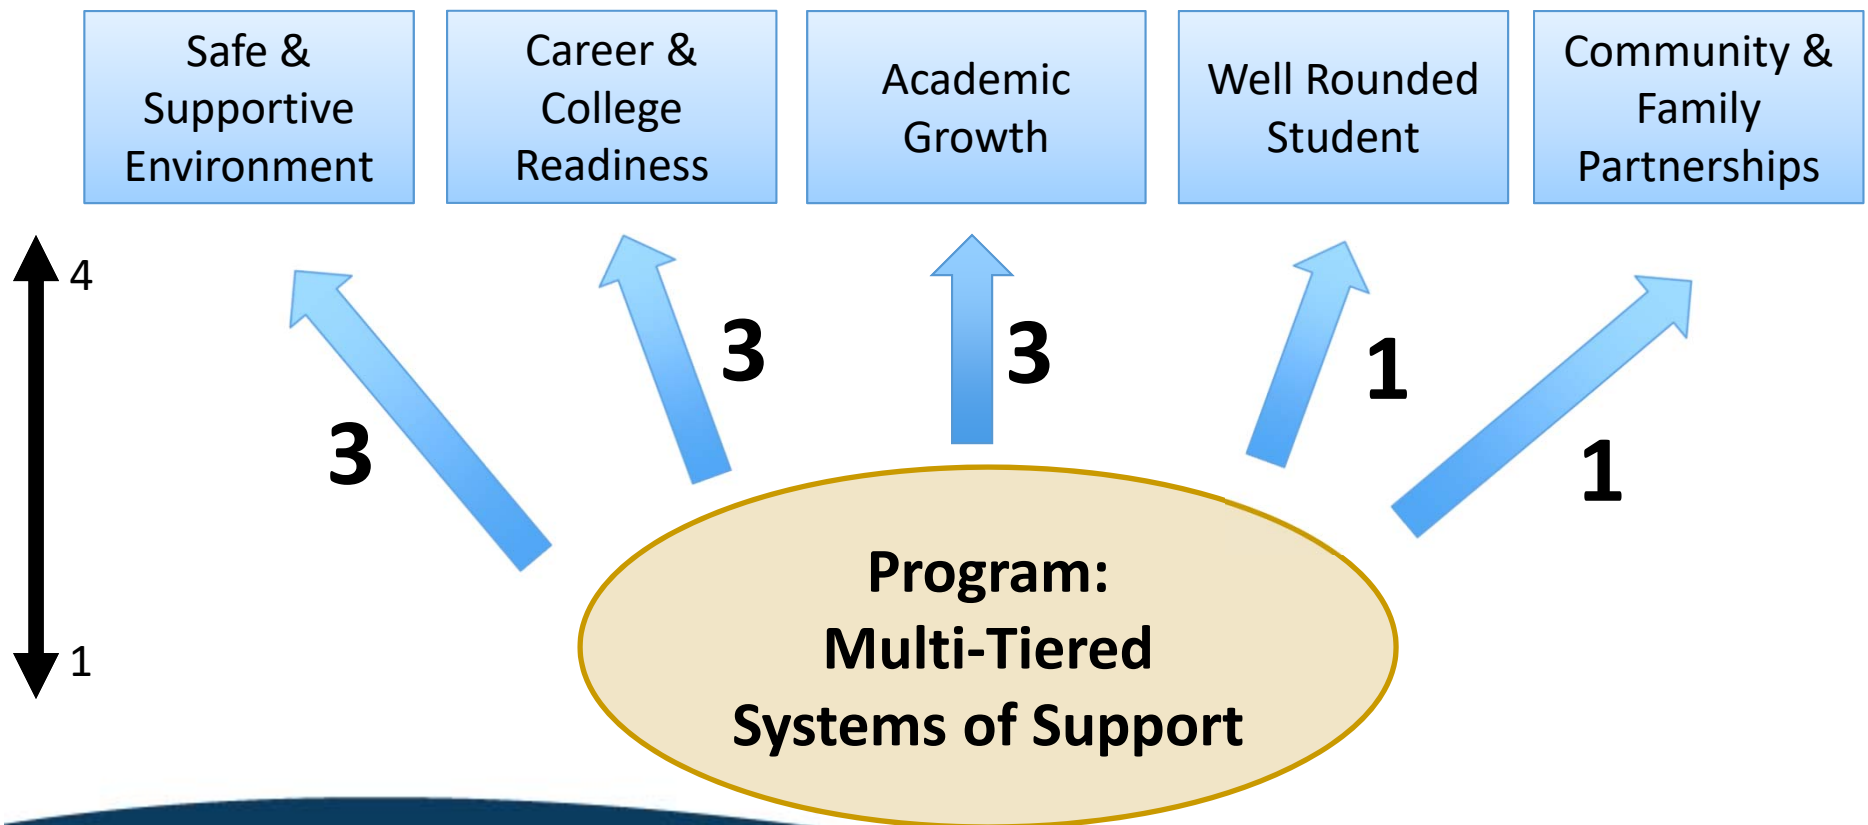 Safe &
Supportive
Environment
Career &
College
Readiness
Academic
Growth
Well Rounded
Student
Community &
Family
Partnerships
4
1
3
3
3
1
1
Program:
Multi-Tiered
Systems of Support